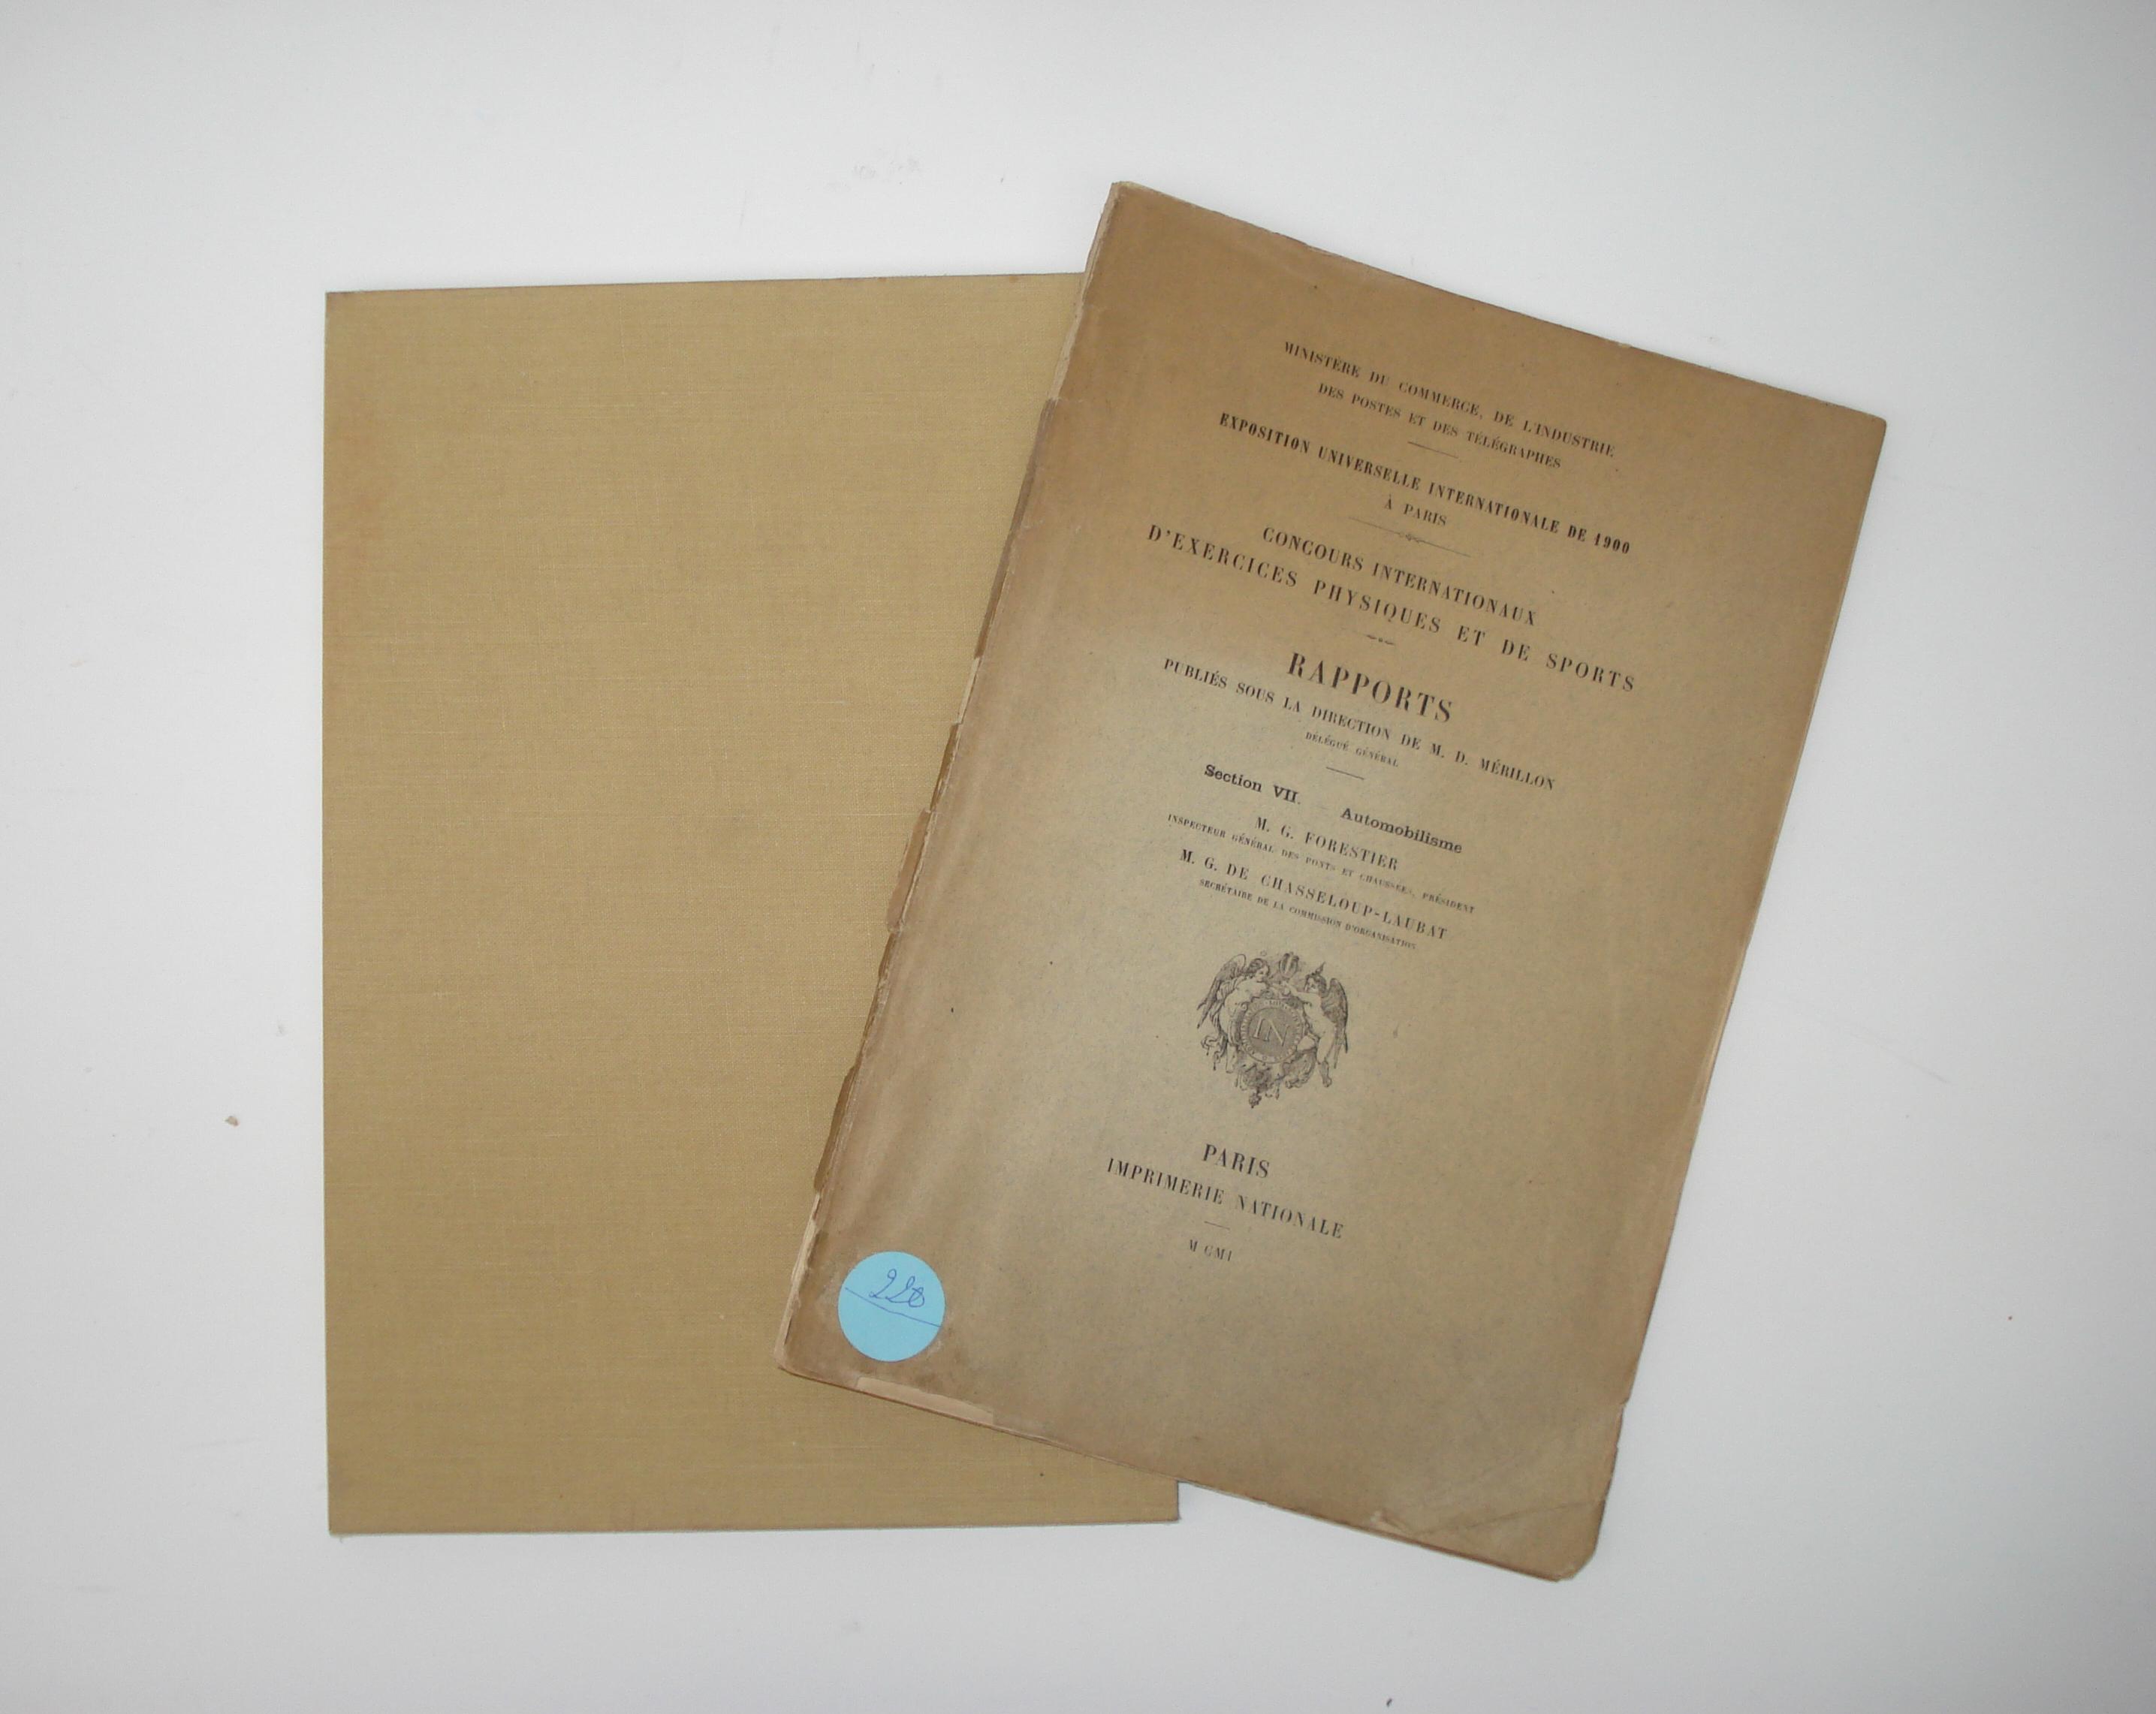 MINISTÈRE DU COMMERCE, DE L'INDUSTRIE
DES POSTES ET DES TÉLÉGRAPHES
EXPOSITION UNIVERSELLE INTERNATIONALE DE 1900
À PARIS
CONCOURS INTERNATIONAUX
D'EXERCICES PHYSIQUES ET DE SPORTS
RAPPORTS
PUBLIÉS SOUS LA DIRECTION DE M. D. MÉRILLON
DÉLÉGUÉ GÉNÉRAL
Section VII. — Automobilisme
M. G. FORESTIER
INSPECTEUR GÉNÉRAL DES PONTS ET CHAUSSÉES, PRÉSIDENT
M. G. DE CHASSELOUP-LAUBAT
SECRÉTAIRE DE LA COMMISSION D'ORGANISATION
IN
PARIS
IMPRIMERIE NATIONALE
M CMI